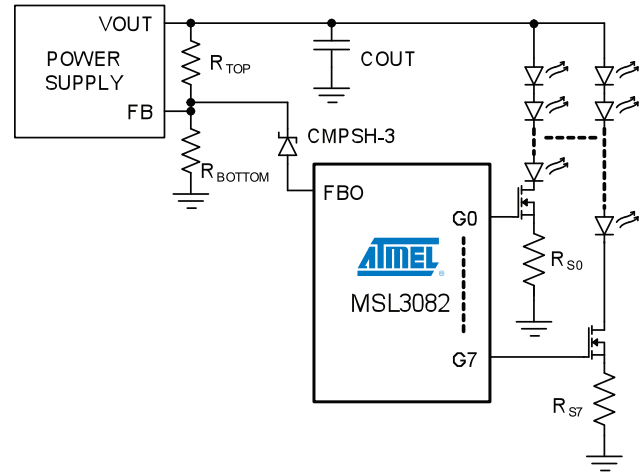 VOUT
POWER
SUPPLY
FB
RTOP
RBOTTOM
COUT
CMPSH-3
FBO
G0
ATMEL
MSL3082
G7
RS0
RS7